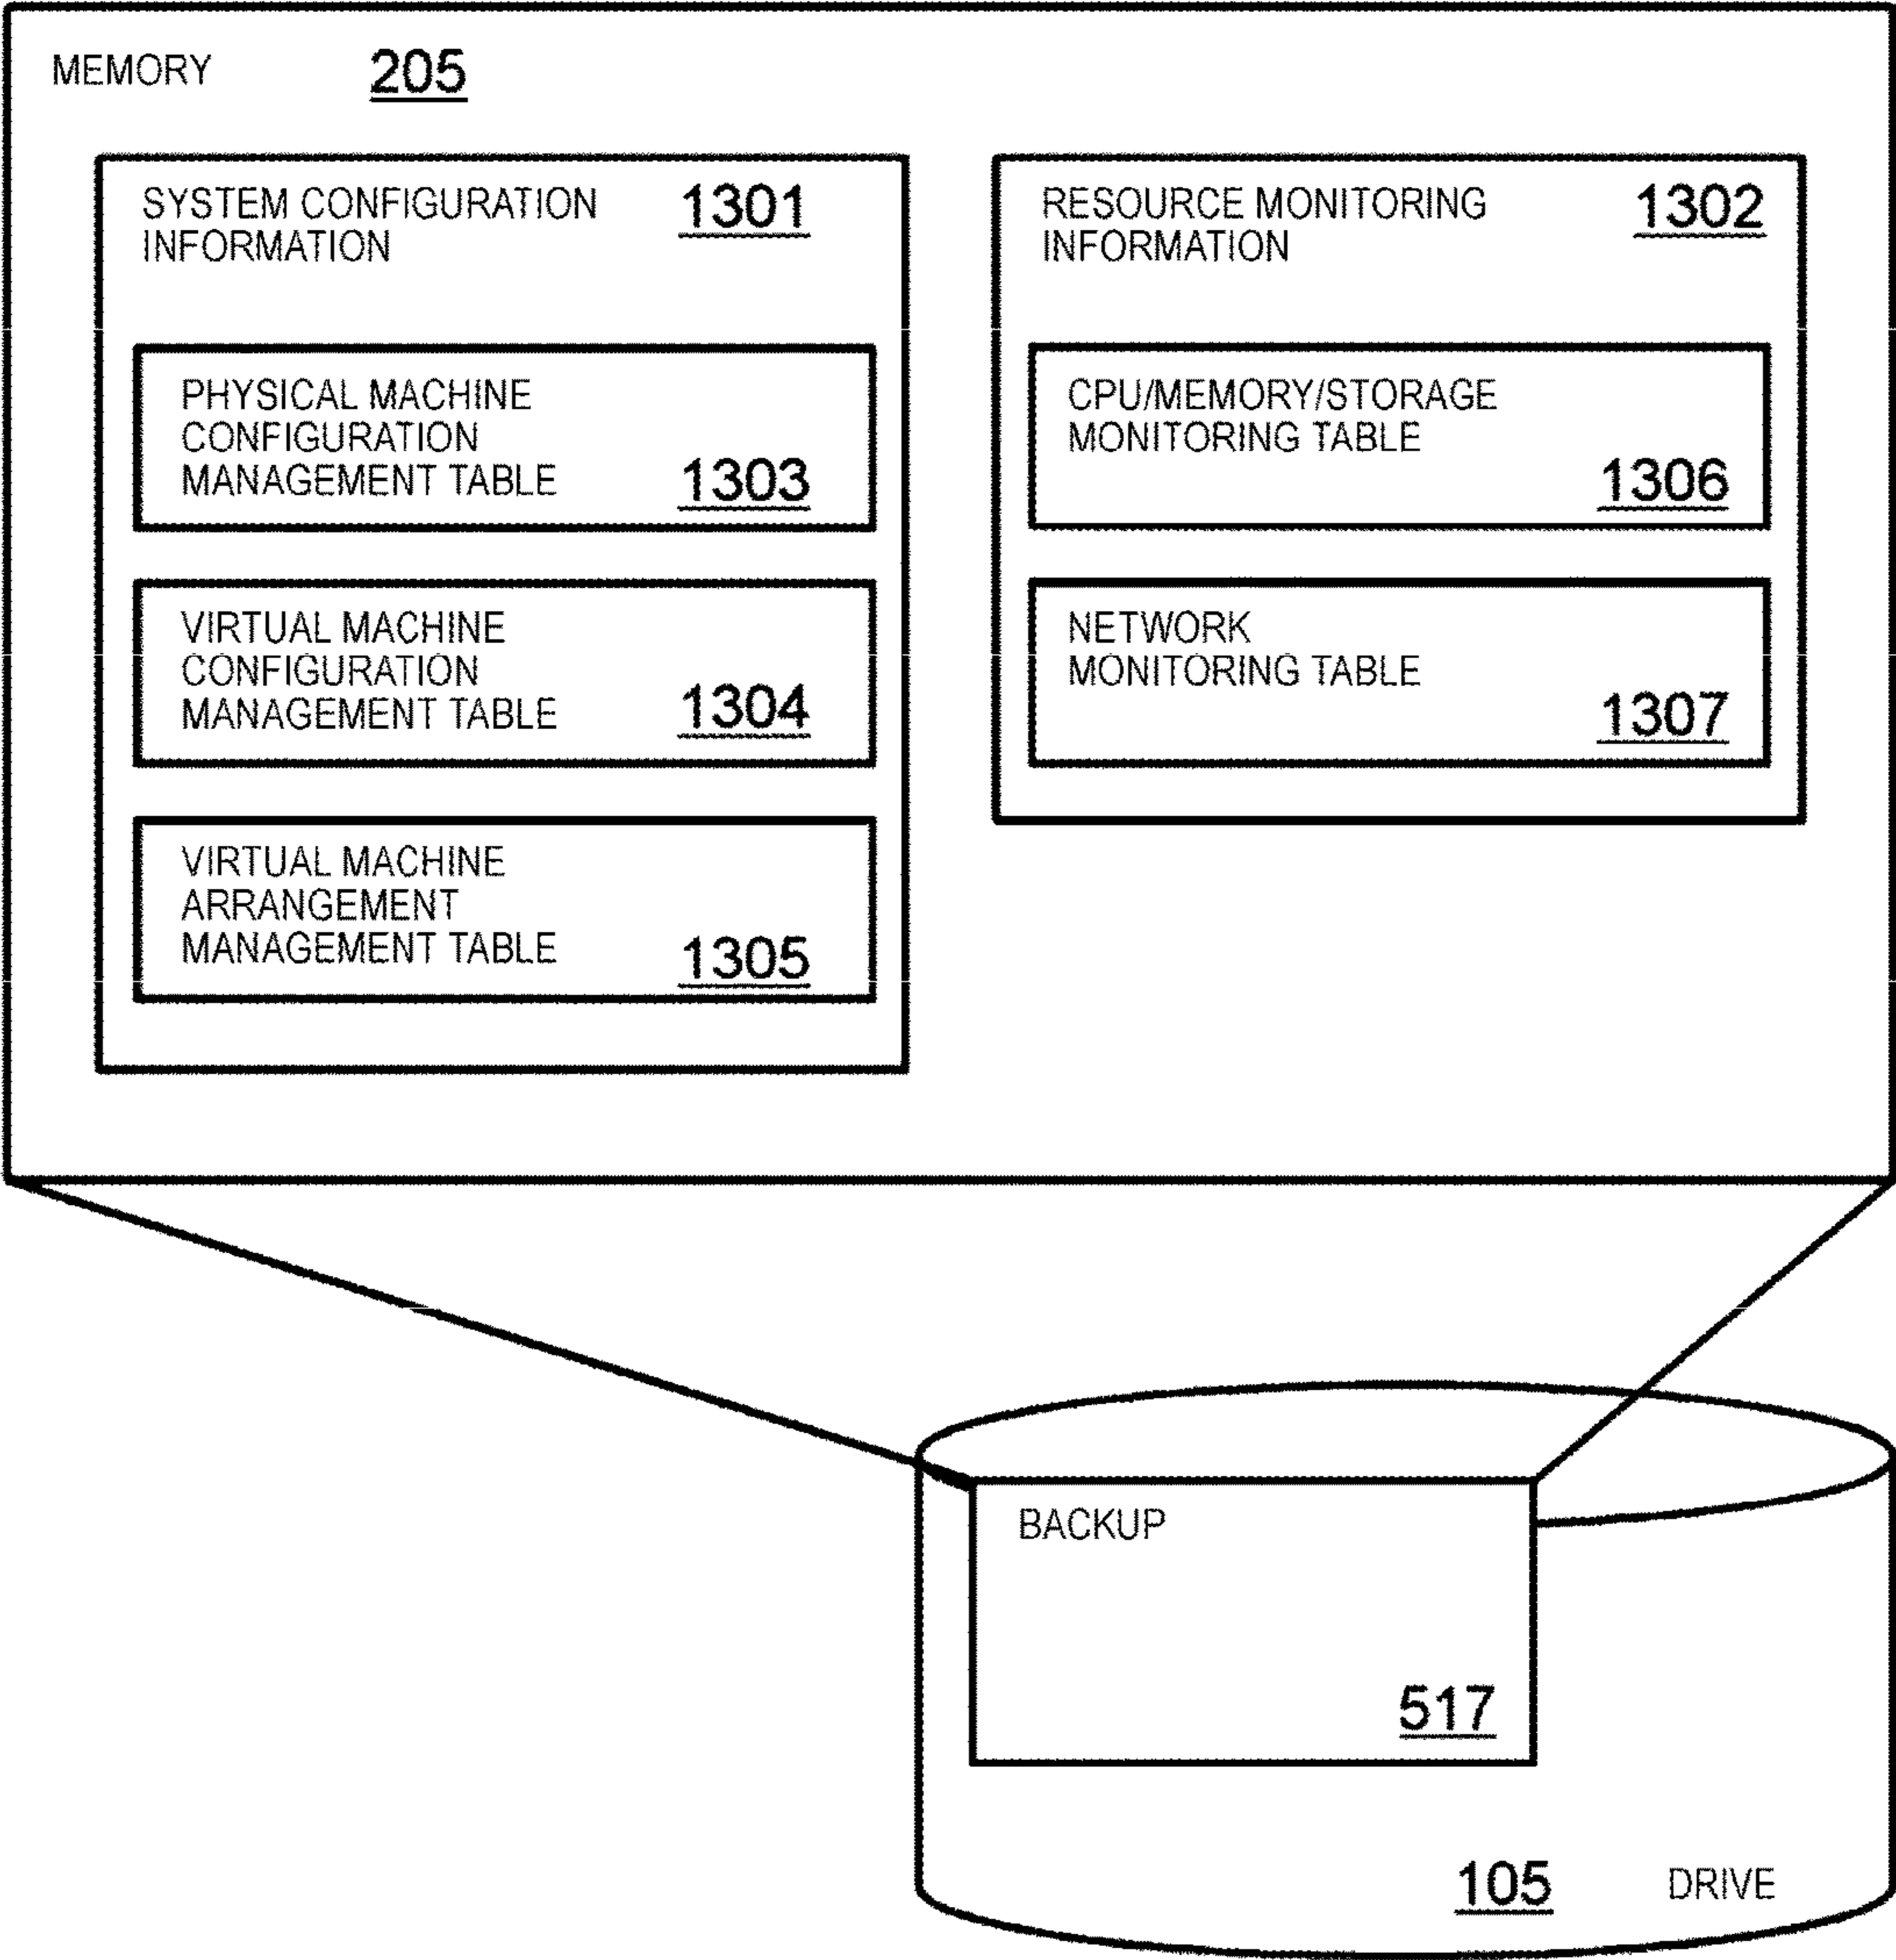 MEMORY 205
SYSTEM CONFIGURATION 1301
INFORMATION
PHYSICAL MACHINE
CONFIGURATION
MANAGEMENT TABLE 1303
VIRTUAL MACHINE
CONFIGURATION
MANAGEMENT TABLE 1304
VIRTUAL MACHINE
ARRANGEMENT
MANAGEMENT TABLE 1305
RESOURCE MONITORING 1302
INFORMATION
CPU/MEMORY/STORAGE
MONITORING TABLE
1306
NETWORK
MONITORING TABLE
1307
BACKUP
517
105 DRIVE